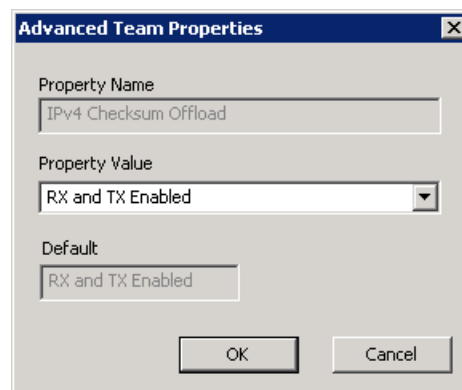 Advanced Team Properties
Property Name
IPv4 Checksum Offload
Property Value
RX and TX Enabled
Default
RX and TX Enabled
OK Cancel